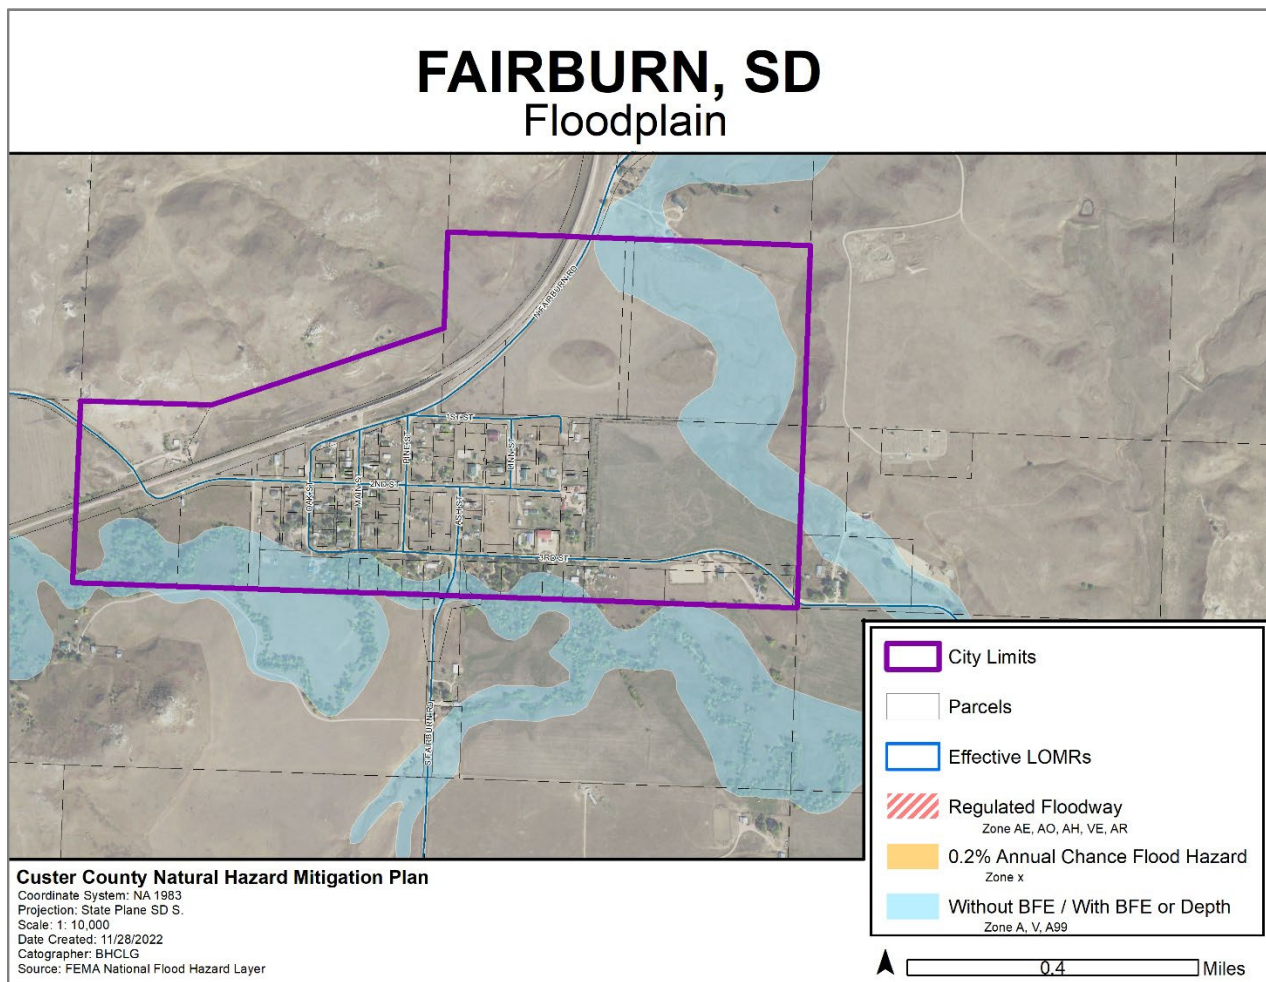 FAIRBURN, SD
Floodplain
N FAIRBURN RD
1ST ST
PINE ST
LINN ST
2ND ST
OAK ST
MAIN ST
ASH ST
3RD ST
S FAIRBURN RD
City Limits
Parcels
Effective LOMRs
Regulated Floodway
Zone AE, AO, AH, VE, AR
0.2% Annual Chance Flood Hazard
Zone x
Without BFE / With BFE or Depth
Zone A, V, A99
Custer County Natural Hazard Mitigation Plan
Coordinate System: NA 1983
Projection: State Plane SD S.
Scale: 1: 10,000
Date Created: 11/28/2022
Catographer: BHCLG
Source: FEMA National Flood Hazard Layer
0.4 Miles